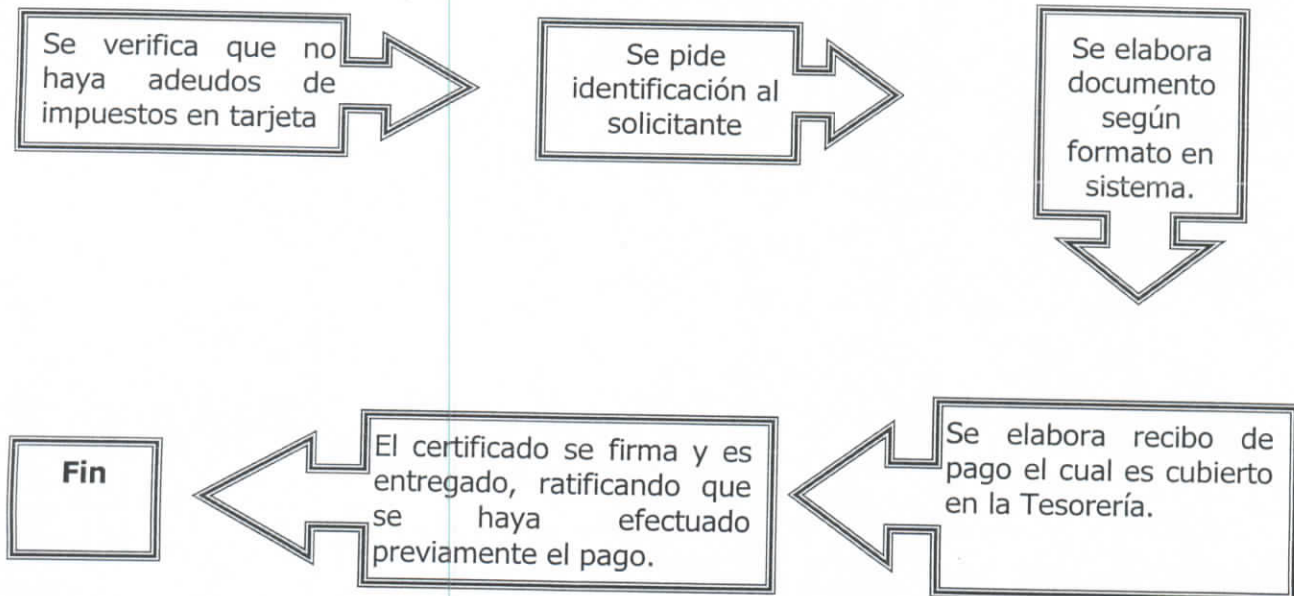 Se verifica que no
haya adeudos de
impuestos en tarjeta
Se pide
identificación al
solicitante
Se elabora
documento
según
formato en
sistema.
Se elabora recibo de
pago el cual es cubierto
en la Tesorería.
El certificado se firma y es
entregado, ratificando que
se haya efectuado
previamente el pago.
Fin